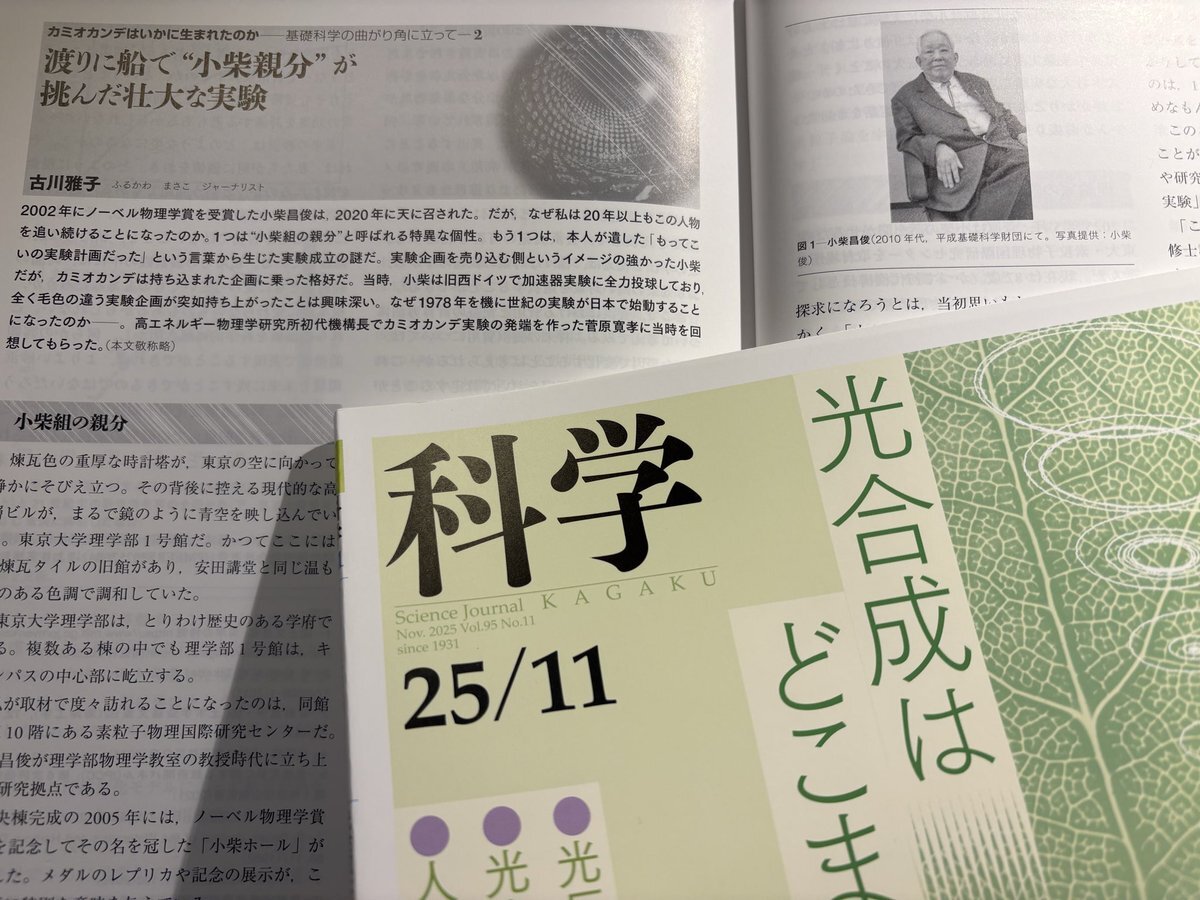 カミオカンデはいかに生まれたのか——基礎科学の曲がり角に立って—2
渡りに船で“小柴親分”が
挑んだ壮大な実験
古川雅子 ふるかわ まさこ ジャーナリスト
2002年にノーベル物理学賞を受賞した小柴昌俊は，2020年に天に召された。だが，なぜ私は20年以上もこの人物
を追い続けることになったのか。1つは“小柴組の親分”と呼ばれる特異な個性。もう1つは，本人が遺した「もってこ
いの実験計画だった」という言葉から生じた実験成立の謎だ。実験企画を売り込む側というイメージの強かった小柴
だが，カミオカンデは持ち込まれた企画に乗った格好だ。当時，小柴は旧西ドイツで加速器実験に全力投球しており，
全く毛色の違う実験企画が突如持ち上がったことは興味深い。なぜ1978年を機に世紀の実験が日本で始動すること
になったのか——。高エネルギー物理学研究所初代機構長でカミオカンデ実験の発端を作った菅原寛孝に当時を回
想してもらった。（本文敬称略）
小柴組の親分
煉瓦色の重厚な時計塔が，東京の空に向かって
静かにそびえ立つ。その背後に控える現代的な高
層ビルが，まるで鏡のように青空を映し込んでい
。東京大学理学部1号館だ。かつてここには
煉瓦タイルの旧館があり，安田講堂と同じ温も
のある色調で調和していた。
東京大学理学部は，とりわけ歴史のある学府で
る。複数ある棟の中でも理学部1号館は，キ
ンパスの中心部に屹立する。
が取材で度々訪れることになったのは，同館
10階にある素粒子物理国際研究センターだ。
昌俊が理学部物理学教室の教授時代に立ち上
研究拠点である。
央棟完成の2005年には，ノーベル物理学賞
を記念してその名を冠した「小柴ホール」が
した。メダルのレプリカや記念の展示が，こ
図1—小柴昌俊（2010年代，平成基礎科学財団にて。写真提供：小柴
俊）
探求になろうとは，当初思いも
かく，「
のは，1
めなもん
この
ことが
や研究
実験」
「こ
修士
科学
Science Journal KAGAKU
Nov. 2025 Vol.95 No.11
since 1931
25/11
光合成は
どこま
人
光
光